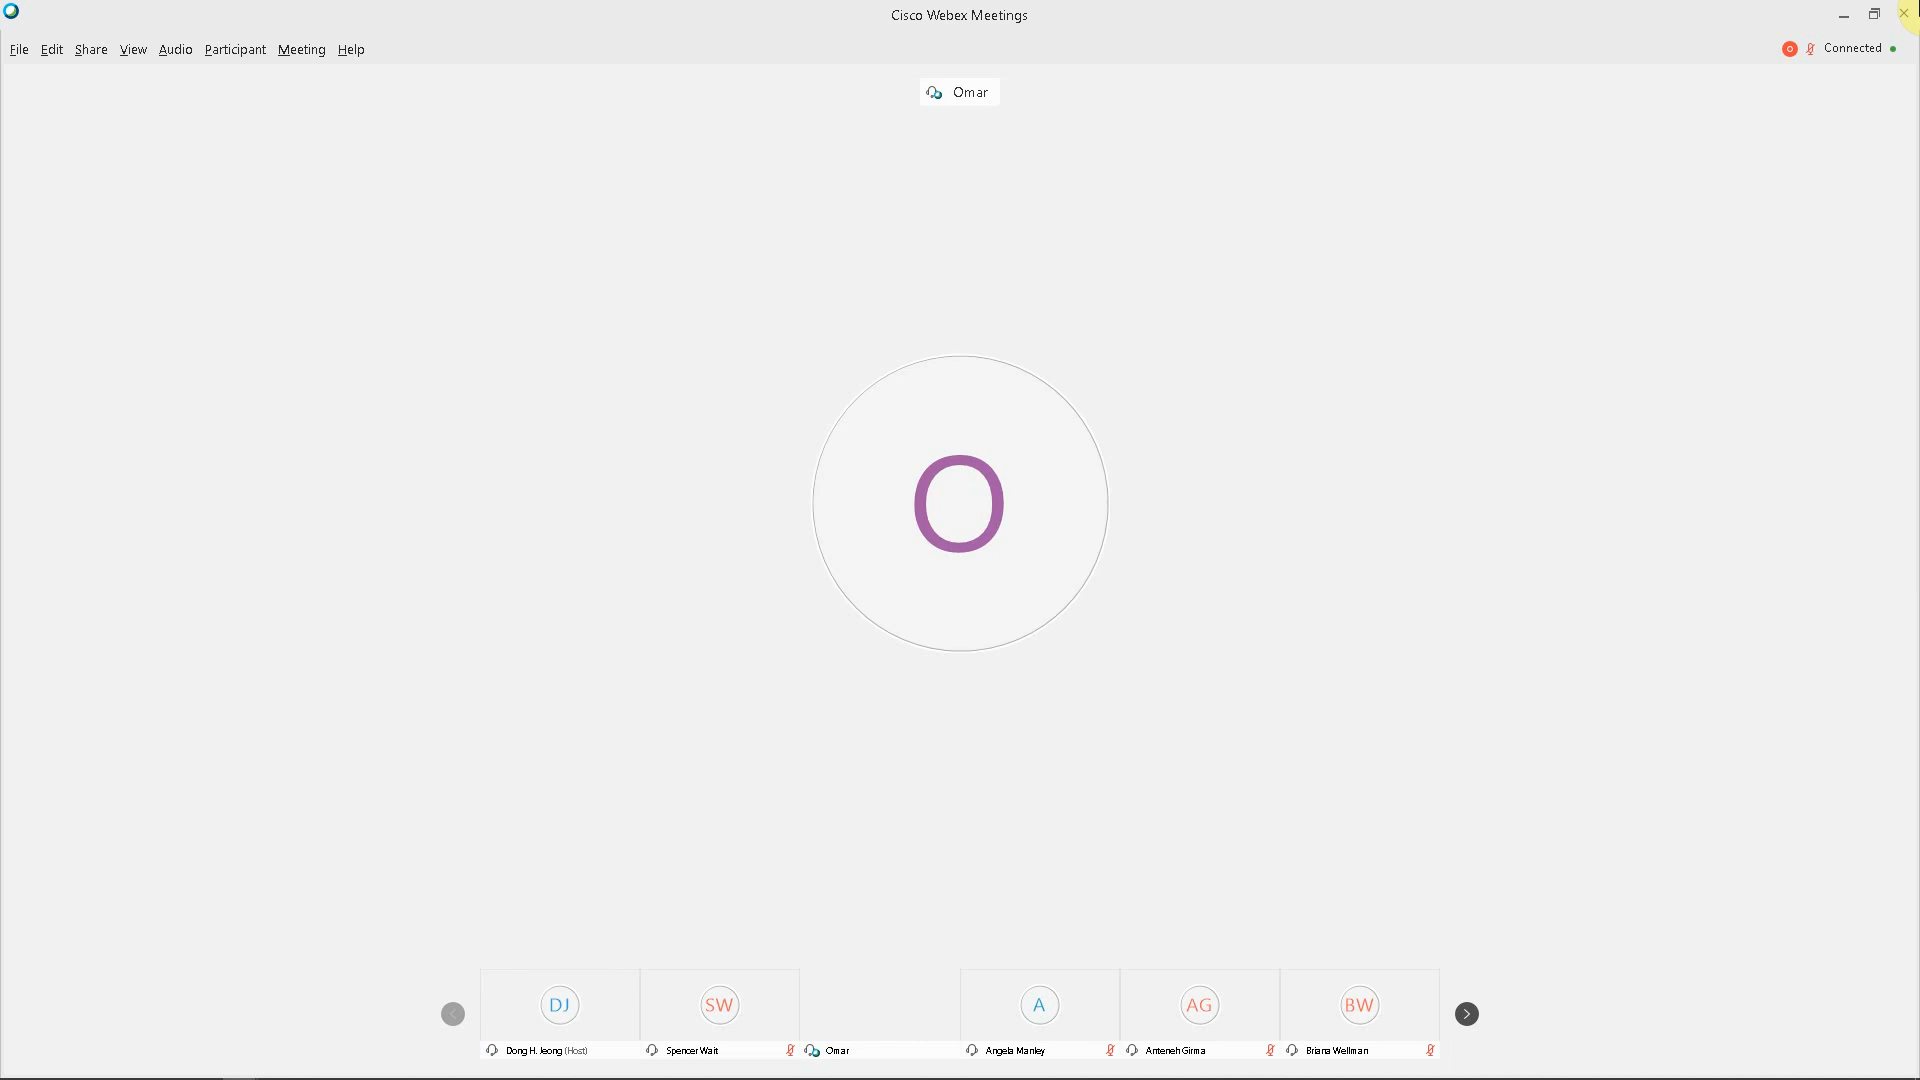 Cisco Webex Meetings
File Edit Share View Audio Participant Meeting Help
Connected
Omar
O
DJ SW A AG BW
Dong H. Jeong (Host) Spencer Wait Omar Angela Manley Anteneh Girma Briana Wellman